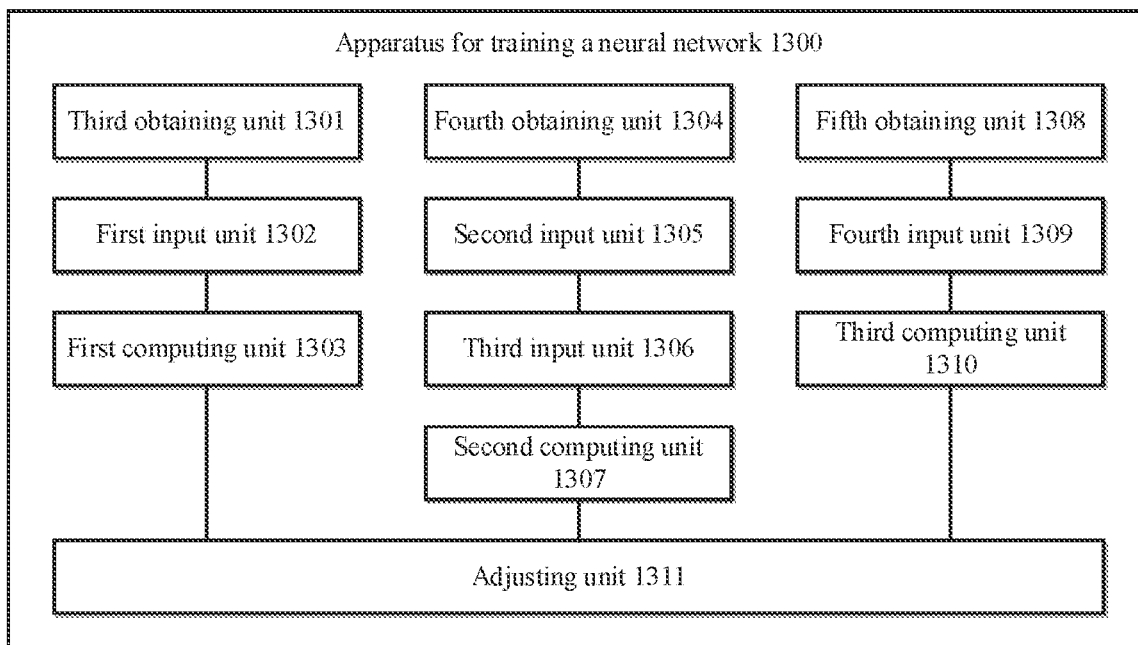 Apparatus for training a neural network 1300
Third obtaining unit 1301
Fourth obtaining unit 1304
Fifth obtaining unit 1308
First input unit 1302
Second input unit 1305
Fourth input unit 1309
First computing unit 1303
Third input unit 1306
Third computing unit
1310
Second computing unit
1307
Adjusting unit 1311